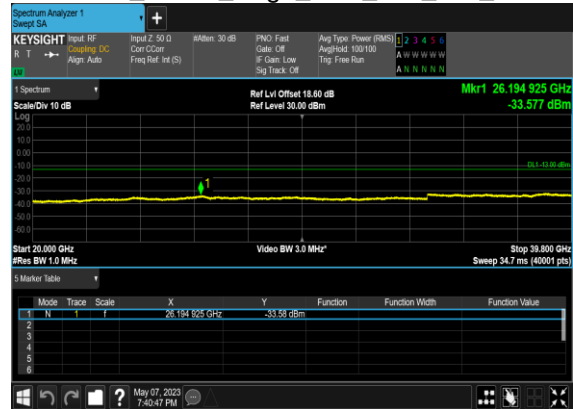 Spectrum Analyzer 1
Swept SA
+
KEYSIGHT Input: RF Input Z: 50 Ω #Atten: 30 dB PNO: Fast Avg Type: Power (RMS) 1 2 3 4 5 6
R T Coupling: DC Corr CCorr Gate: Off Avg|Hold: 100/100 A W W W W W
Align: Auto Freq Ref: Int (S) IF Gain: Low Trig: Free Run
LW Sig Track: Off A N N N N N
1 Spectrum Ref Lvl Offset 18.60 dB Mkr1 26.194 925 GHz
Scale/Div 10 dB Ref Level 30.00 dBm -33.577 dBm
Log
20.0
10.0
0.00
-10.0
DL1 -13.00 dBm
-20.0
1
-30.0
-40.0
-50.0
-60.0
Start 20.000 GHz Video BW 3.0 MHz* Stop 39.800 GHz
#Res BW 1.0 MHz Sweep 34.7 ms (40001 pts)
5 Marker Table
Mode Trace Scale X Y Function Function Width Function Value
1 N 1 f 26.194 925 GHz -33.58 dBm
2
3
4
5
6
? May 07, 2023
7:40:47 PM